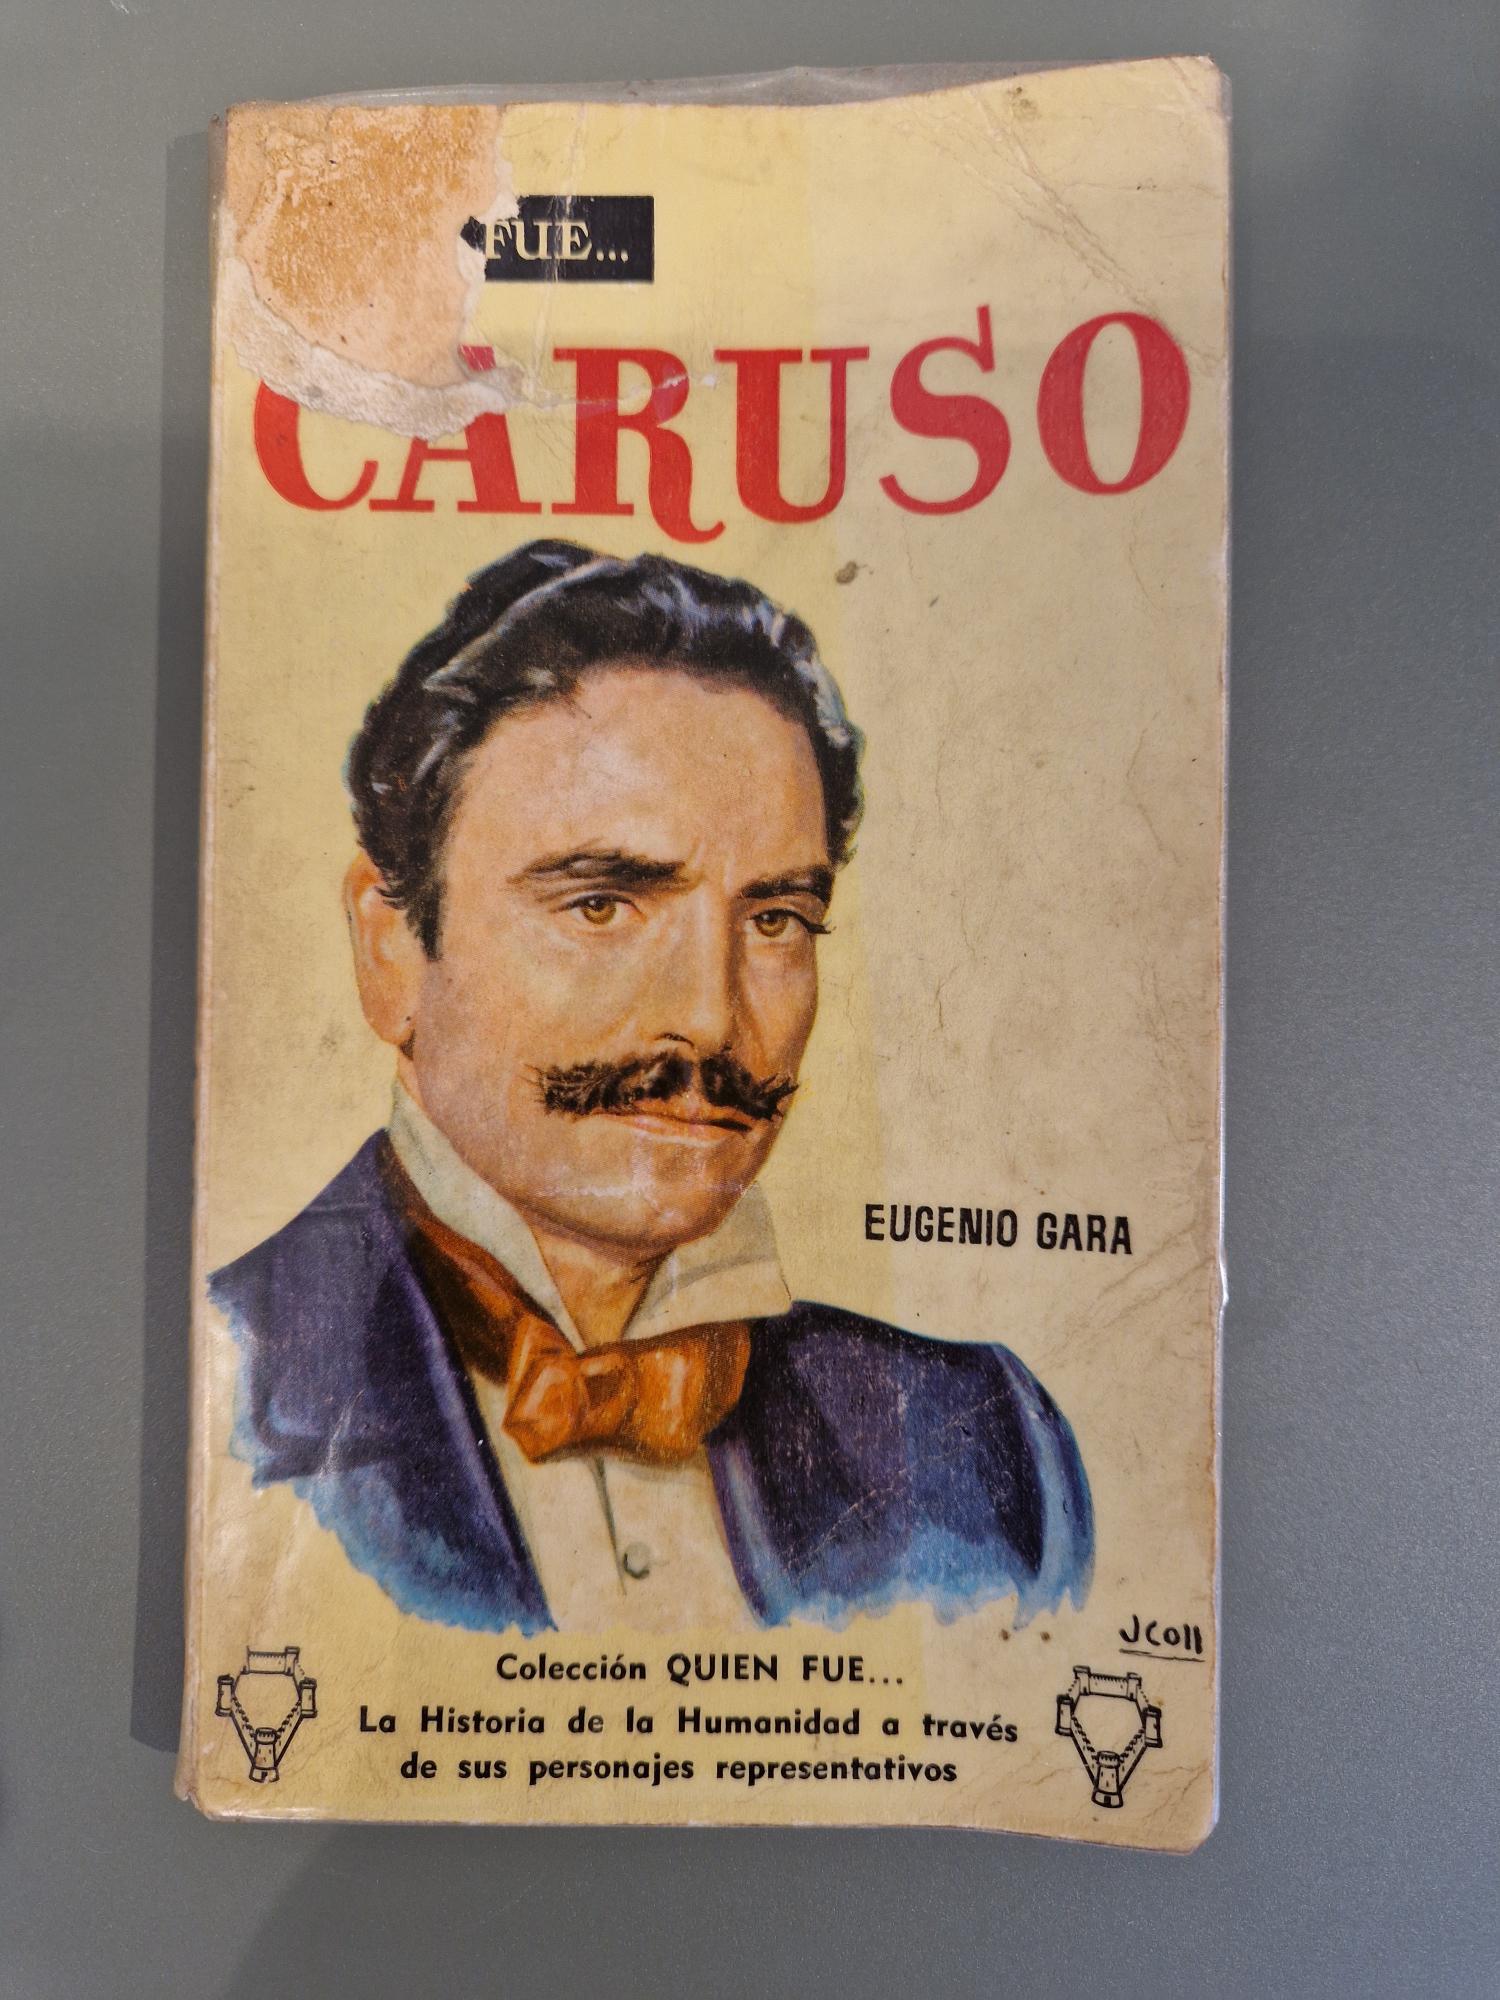 FUE...
CARUSO
EUGENIO GARA
JColl
Colección QUIEN FUE...
La Historia de la Humanidad a través
de sus personajes representativos